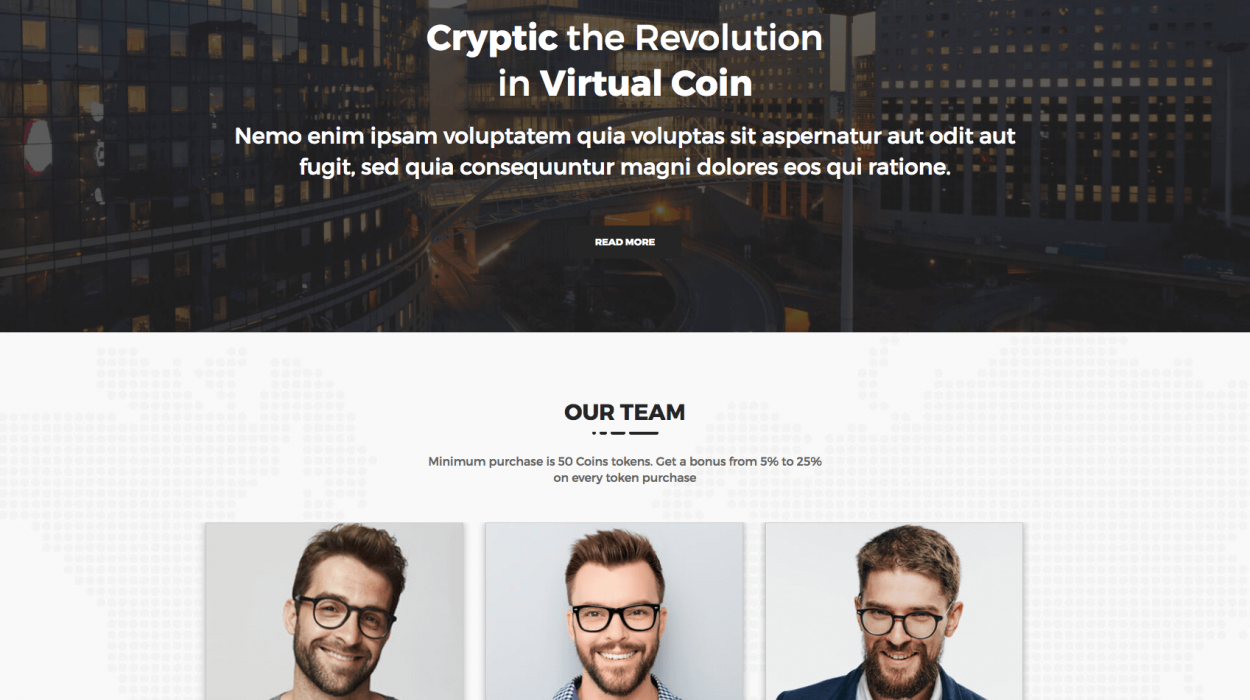 Cryptic the Revolution
in Virtual Coin
Nemo enim ipsam voluptatem quia voluptas sit aspernatur aut odit aut
fugit, sed quia consequuntur magni dolores eos qui ratione.
READ MORE
OUR TEAM
Minimum purchase is 50 Coins tokens. Get a bonus from 5% to 25%
on every token purchase